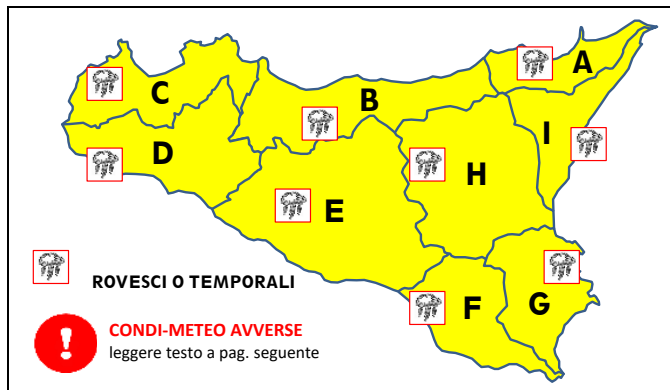 A
C
B
I
D
H
E
F
G
ROVESCI O TEMPORALI
CONDI-METEO AVVERSE
leggere testo a pag. seguente